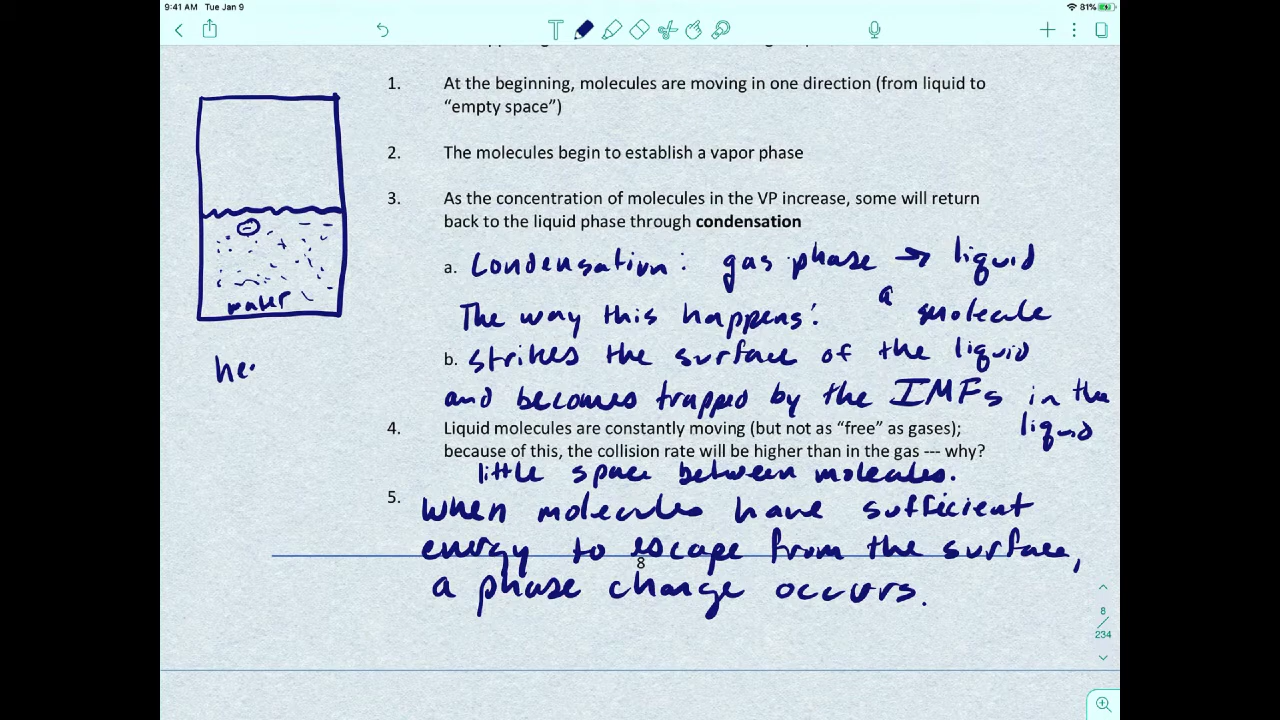 9:41 AM Tue Jan 9
81%
1. At the beginning, molecules are moving in one direction (from liquid to
“empty space”)
2. The molecules begin to establish a vapor phase
3. As the concentration of molecules in the VP increase, some will return
back to the liquid phase through condensation
a. Condensation: gas phase → liquid
The way this happens: a molecule
b. strikes the surface of the liquid
and becomes trapped by the IMFs in the
liquid
4. Liquid molecules are constantly moving (but not as “free” as gases);
because of this, the collision rate will be higher than in the gas --- why?
little space between molecules.
5. When molecules have sufficient
energy to escape from the surface,
8
a phase change occurs.
water
he
8
/
234